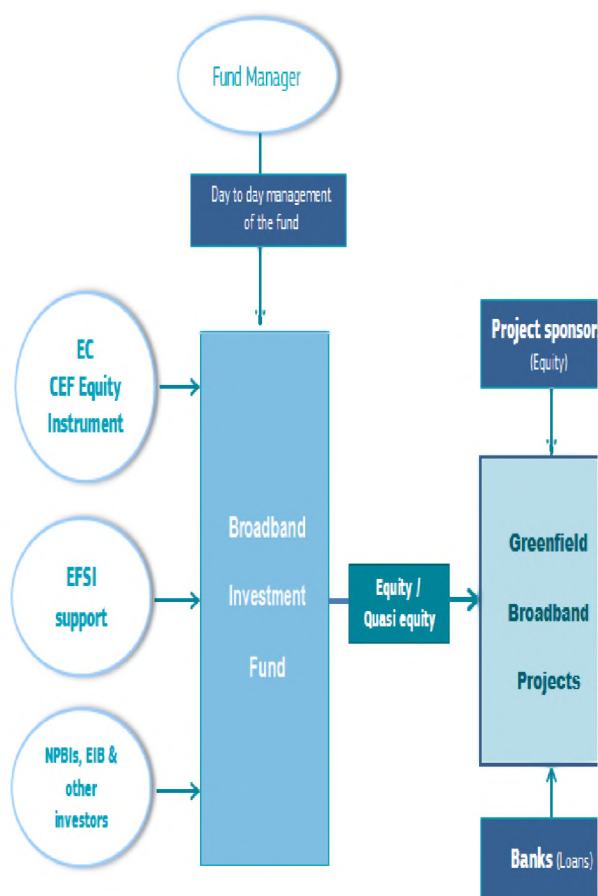 Fund Manager
Day to day management
of the fund
EC
CEF Equity
Instrument
EFSI
support
NPBIs, EIB &
other
investors
Broadband
Investment
Fund
Equity /
Quasi equity
Project sponsors
(Equity)
Greenfield
Broadband
Projects
Banks (Loans)